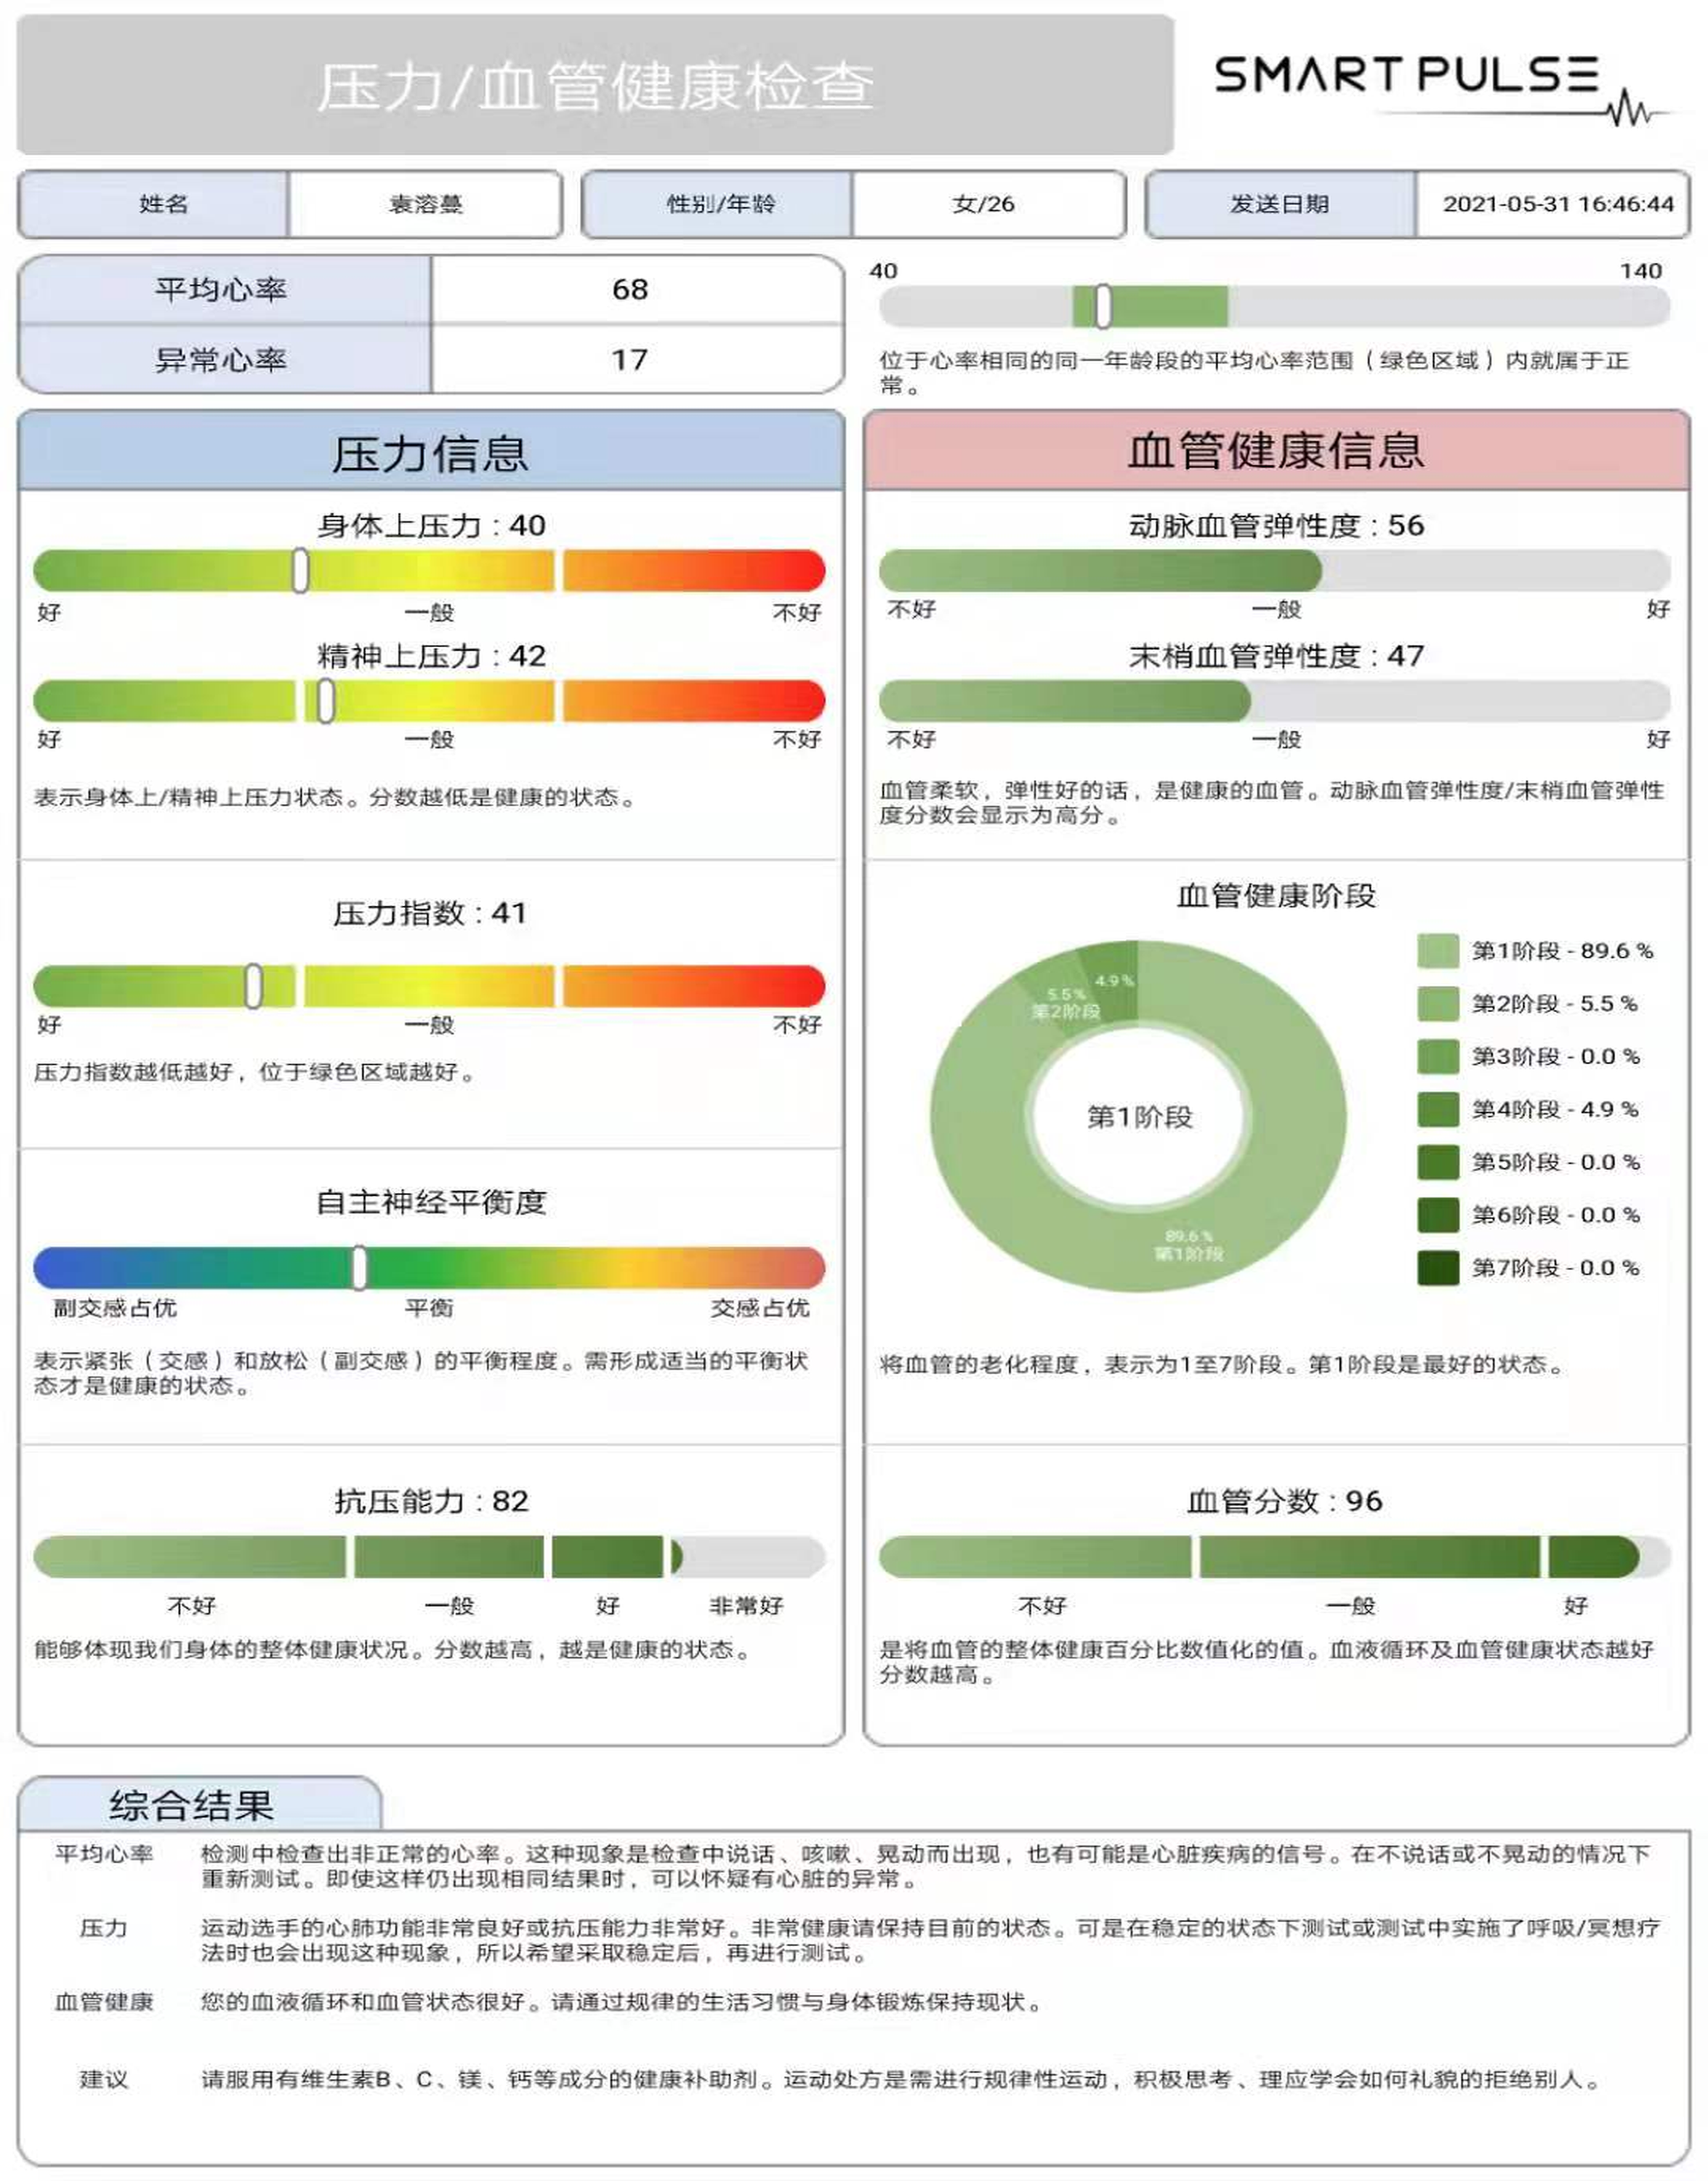 压力/血管健康检查
SMART PULSE
姓名
袁溶蔓
性别/年龄
女/26
发送日期
2021-05-31 16:46:44
平均心率
68
异常心率
17
40
140
位于心率相同的同一年龄段的平均心率范围（绿色区域）内就属于正
常。
压力信息
身体上压力 : 40
好
一般
不好
精神上压力 : 42
好
一般
不好
表示身体上/精神上压力状态。分数越低是健康的状态。
压力指数 : 41
好
一般
不好
压力指数越低越好，位于绿色区域越好。
自主神经平衡度
副交感占优
平衡
交感占优
表示紧张（交感）和放松（副交感）的平衡程度。需形成适当的平衡状
态才是健康的状态。
抗压能力 : 82
不好
一般
好
非常好
能够体现我们身体的整体健康状况。分数越高，越是健康的状态。
血管健康信息
动脉血管弹性度 : 56
不好
一般
好
末梢血管弹性度 : 47
不好
一般
好
血管柔软，弹性好的话，是健康的血管。动脉血管弹性度/末梢血管弹性
度分数会显示为高分。
血管健康阶段
4.9 %
5.5 %
第2阶段
第1阶段
89.6 %
第1阶段
第1阶段 - 89.6 %
第2阶段 - 5.5 %
第3阶段 - 0.0 %
第4阶段 - 4.9 %
第5阶段 - 0.0 %
第6阶段 - 0.0 %
第7阶段 - 0.0 %
将血管的老化程度，表示为1至7阶段。第1阶段是最好的状态。
血管分数 : 96
不好
一般
好
是将血管的整体健康百分比数值化的值。血液循环及血管健康状态越好
分数越高。
综合结果
平均心率
检测中检查出非正常的心率。这种现象是检查中说话、咳嗽、晃动而出现，也有可能是心脏疾病的信号。在不说话或不晃动的情况下
重新测试。即使这样仍出现相同结果时，可以怀疑有心脏的异常。
压力
运动选手的心肺功能非常良好或抗压能力非常好。非常健康请保持目前的状态。可是在稳定的状态下测试或测试中实施了呼吸/冥想疗
法时也会出现这种现象，所以希望采取稳定后，再进行测试。
血管健康
您的血液循环和血管状态很好。请通过规律的生活习惯与身体锻炼保持现状。
建议
请服用有维生素B、C、镁、钙等成分的健康补助剂。运动处方是需进行规律性运动，积极思考、理应学会如何礼貌的拒绝别人。